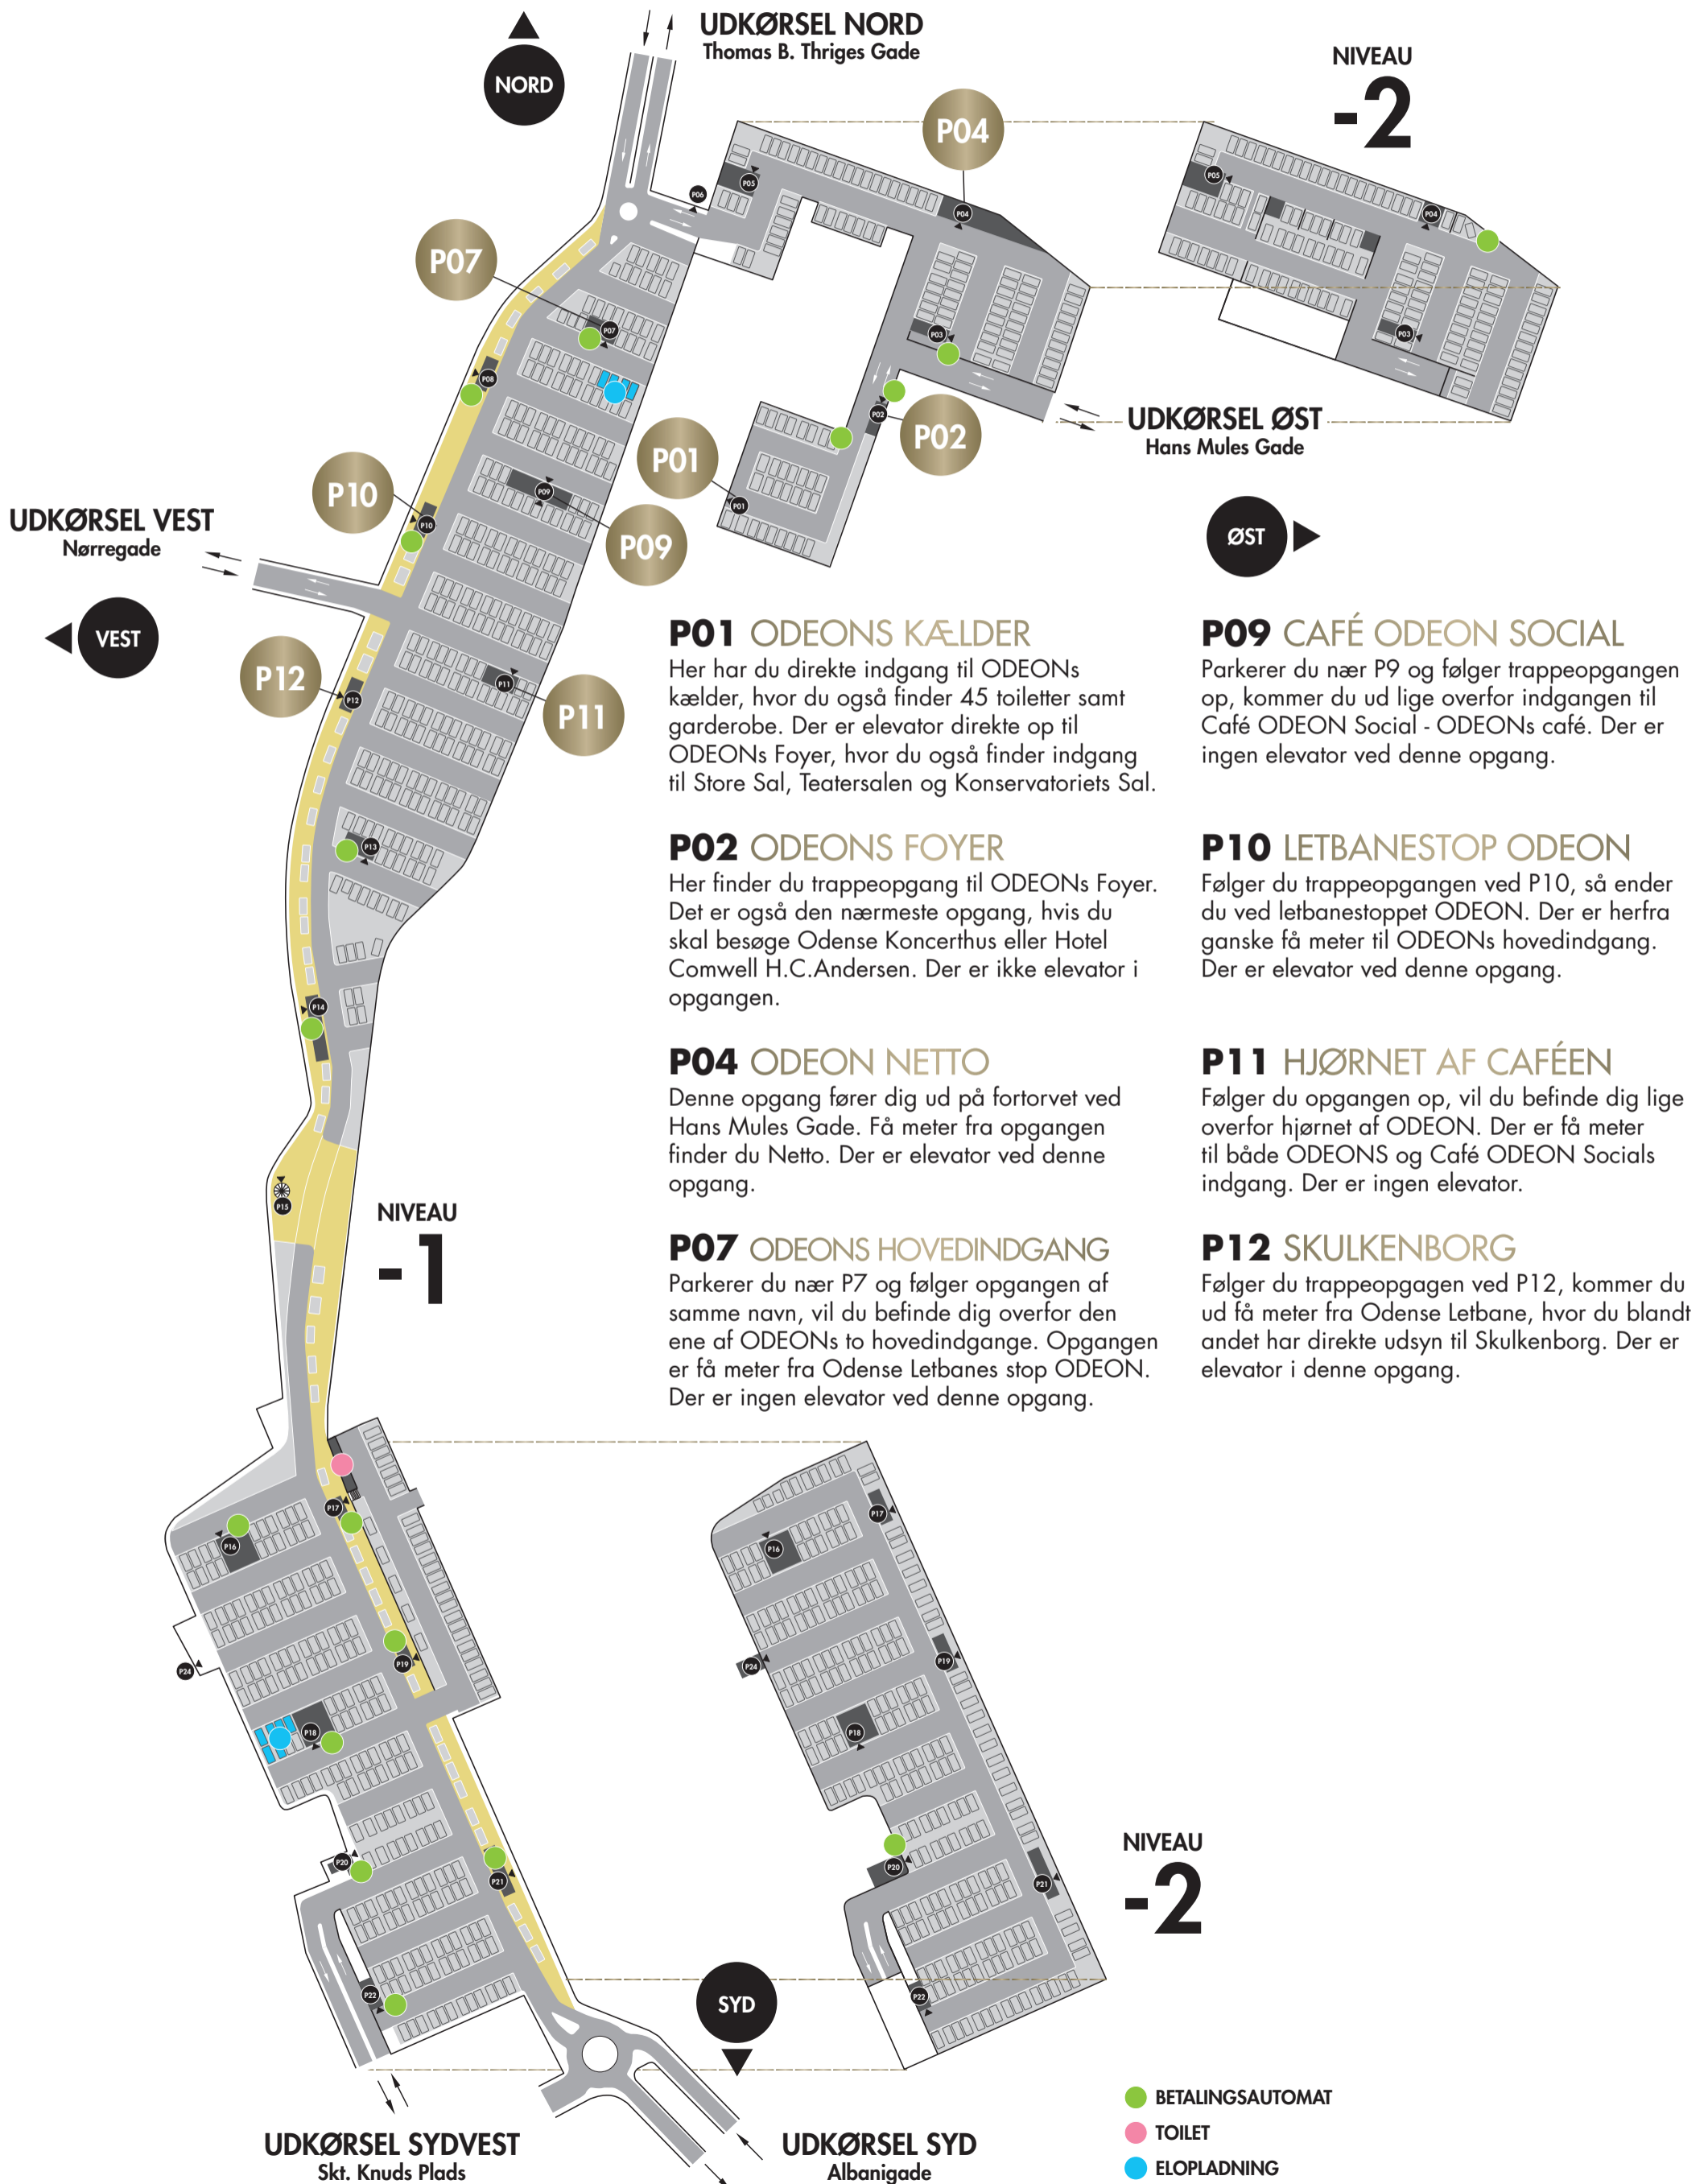 UDKØRSEL NORD
Thomas B. Thriges Gade
NORD
NIVEAU
-2
P04
P05
P06
P05
P04
P04
P07
P07
P03
P03
P08
P02
P02
UDKØRSEL ØST
Hans Mules Gade
P01
P01
P10
P10
P09
P09
UDKØRSEL VEST
Nørregade
VEST
ØST
P12
P12
P11
P11
P13
P14
P15
P01 ODEONS KÆLDER
Her har du direkte indgang til ODEONs
kælder, hvor du også finder 45 toiletter samt
garderobe. Der er elevator direkte op til
ODEONs Foyer, hvor du også finder indgang
til Store Sal, Teatersalen og Konservatoriets Sal.
P02 ODEONS FOYER
Her finder du trappeopgang til ODEONs Foyer.
Det er også den nærmeste opgang, hvis du
skal besøge Odense Koncerthus eller Hotel
Comwell H.C.Andersen. Der er ikke elevator i
opgangen.
P04 ODEON NETTO
Denne opgang fører dig ud på fortorvet ved
Hans Mules Gade. Få meter fra opgangen
finder du Netto. Der er elevator ved denne
opgang.
P07 ODEONS HOVEDINDGANG
Parkerer du nær P7 og følger opgangen af
samme navn, vil du befinde dig overfor den
ene af ODEONs to hovedindgange. Opgangen
er få meter fra Odense Letbanes stop ODEON.
Der er ingen elevator ved denne opgang.
P09 CAFÉ ODEON SOCIAL
Parkerer du nær P9 og følger trappeopgangen
op, kommer du ud lige overfor indgangen til
Café ODEON Social - ODEONs café. Der er
ingen elevator ved denne opgang.
P10 LETBANESTOP ODEON
Følger du trappeopgangen ved P10, så ender
du ved letbanestoppet ODEON. Der er herfra
ganske få meter til ODEONs hovedindgang.
Der er elevator ved denne opgang.
P11 HJØRNET AF CAFÉEN
Følger du opgangen op, vil du befinde dig lige
overfor hjørnet af ODEON. Der er få meter
til både ODEONS og Café ODEON Socials
indgang. Der er ingen elevator.
P12 SKULKENBORG
Følger du trappeopgagen ved P12, kommer du
ud få meter fra Odense Letbane, hvor du blandt
andet har direkte udsyn til Skulkenborg. Der er
elevator i denne opgang.
NIVEAU
-1
P17
P16
P19
P24
P18
P20
P21
P22
P17
P16
P19
P24
P18
P20
P21
P22
NIVEAU
-2
SYD
UDKØRSEL SYDVEST
Skt. Knuds Plads
UDKØRSEL SYD
Albanigade
BETALINGSAUTOMAT
TOILET
ELOPLADNING